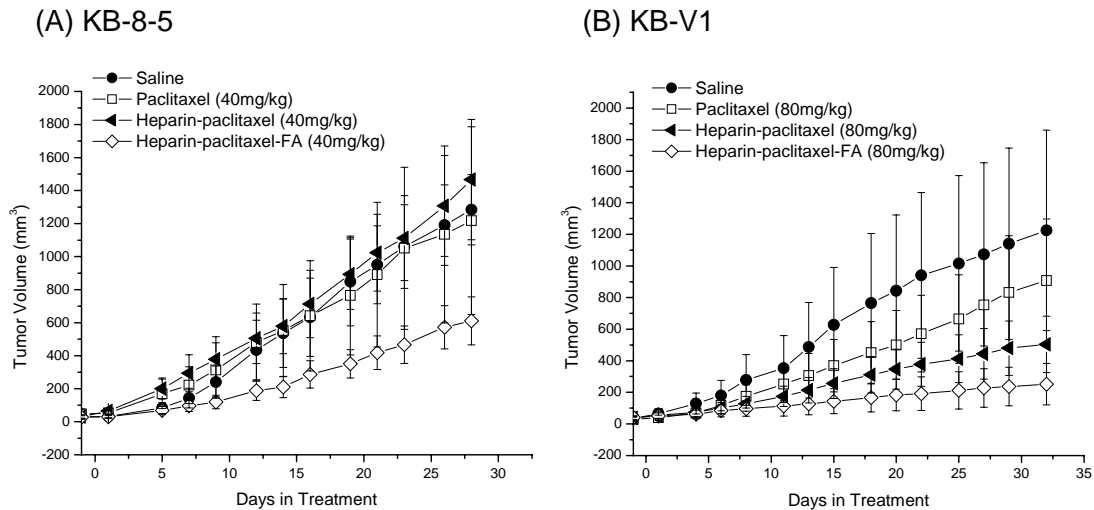 (A) KB-8-5
Saline
Paclitaxel (40mg/kg)
Heparin-paclitaxel (40mg/kg)
Heparin-paclitaxel-FA (40mg/kg)
2000
1800
1600
1400
1200
1000
800
600
400
200
0
-200
Tumor Volume (mm³)
0 5 10 15 20 25 30
Days in Treatment
(B) KB-V1
Saline
Paclitaxel (80mg/kg)
Heparin-paclitaxel (80mg/kg)
Heparin-paclitaxel-FA (80mg/kg)
2000
1800
1600
1400
1200
1000
800
600
400
200
0
-200
Tumor Volume (mm³)
0 5 10 15 20 25 30 35
Days in Treatment